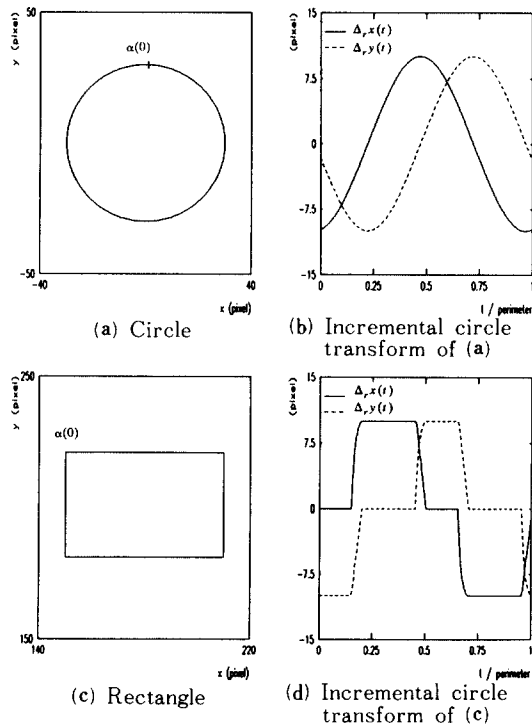 50
y (pixel)
α(0)
-50
-40
40
x (pixel)
(a) Circle
15
Δᵣx(t)
Δᵣy(t)
7.5
0
-7.5
-15
0
0.25
0.5
0.75
1
l / perimeter
(b) Incremental circle
transform of (a)
250
y (pixel)
α(0)
150
140
220
x (pixel)
(c) Rectangle
15
Δᵣx(t)
Δᵣy(t)
7.5
0
-7.5
-15
0
0.25
0.5
0.75
1
l / perimeter
(d) Incremental circle
transform of (c)